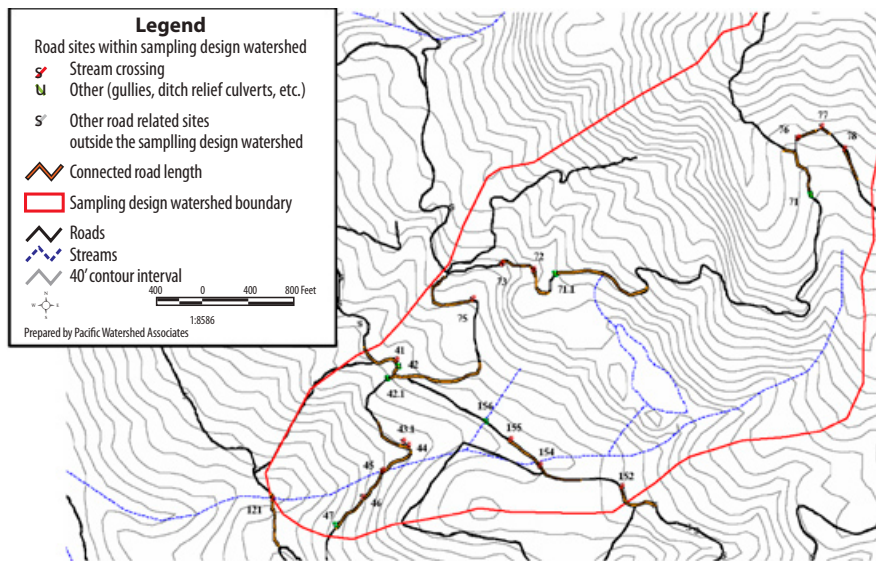 Legend
Road sites within sampling design watershed
Stream crossing
Other (gullies, ditch relief culverts, etc.)
Other road related sites
outside the samplling design watershed
Connected road length
Sampling design watershed boundary
Roads
Streams
40' contour interval
400 0 400 800 Feet
1:8586
Prepared by Pacific Watershed Associates
N
W E
S
77
76
78
71
72
73
71.1
75
41
42
42.1
156
155
43.1
44
154
45
152
46
121
47